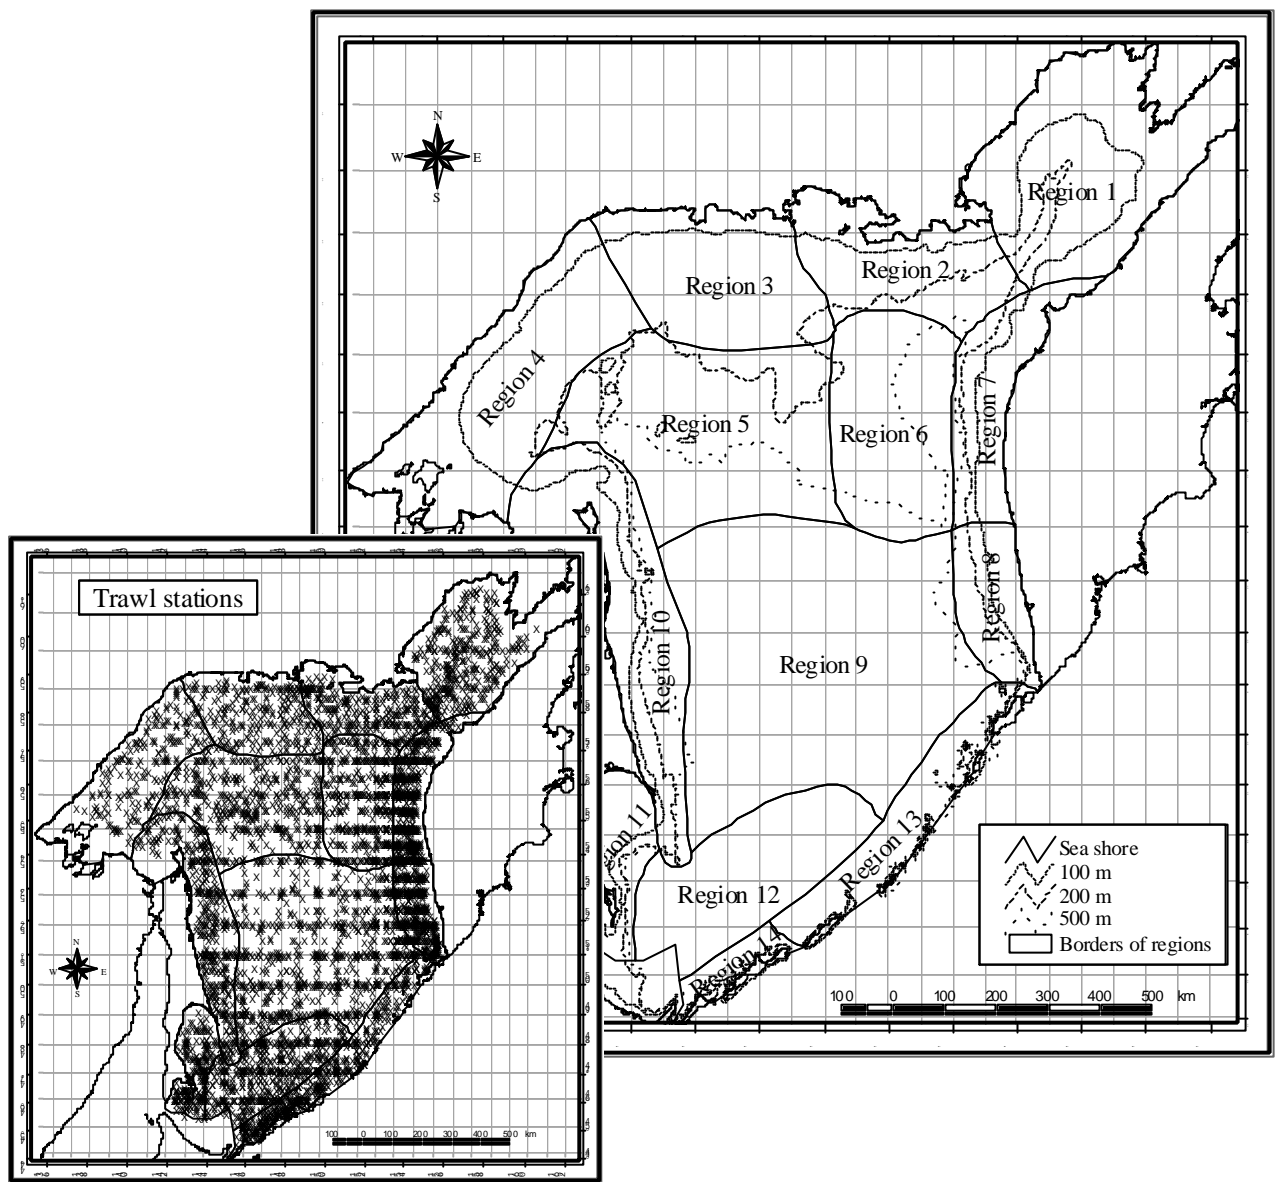 N
W E
S
Region 1
Region 2
Region 3
Region 4
Region 5
Region 6
Region 7
Region 8
Region 9
Region 10
Region 12
Region 13
Region 14
Sea shore
100 m
200 m
500 m
Borders of regions
100 0 100 200 300 400 500 km
Trawl stations
N
W E
S
100 0 100 200 300 400 500 km